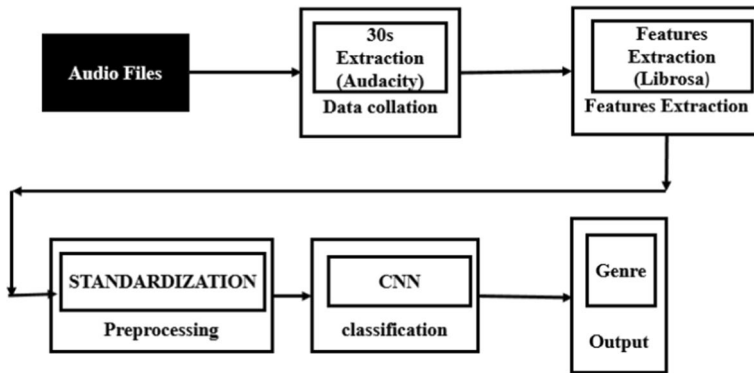 Audio Files
30s
Extraction
(Audacity)
Data collation
Features
Extraction
(Librosa)
Features Extraction
STANDARDIZATION
Preprocessing
CNN
classification
Genre
Output